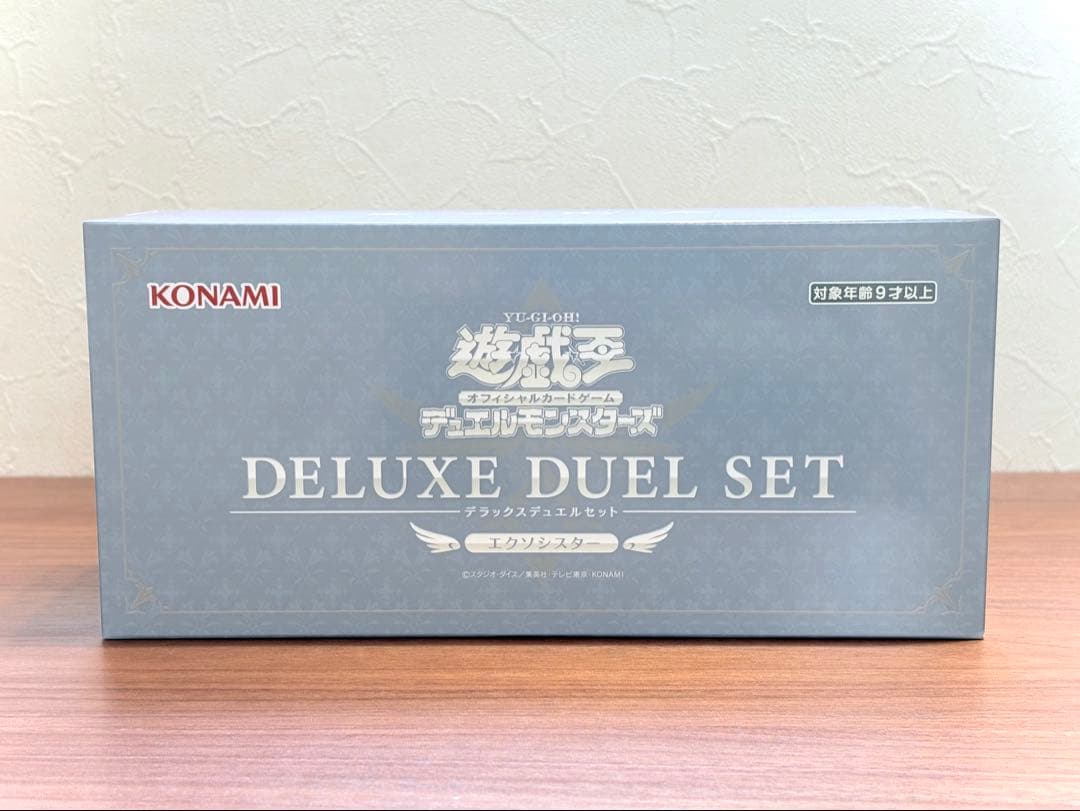 KONAMI
対象年齢9才以上
YU-GI-OH!
遊戯王
オフィシャルカードゲーム
デュエルモンスターズ
DELUXE DUEL SET
デラックスデュエルセット
エクソシスター
©スタジオ・ダイス/集英社・テレビ東京・KONAMI